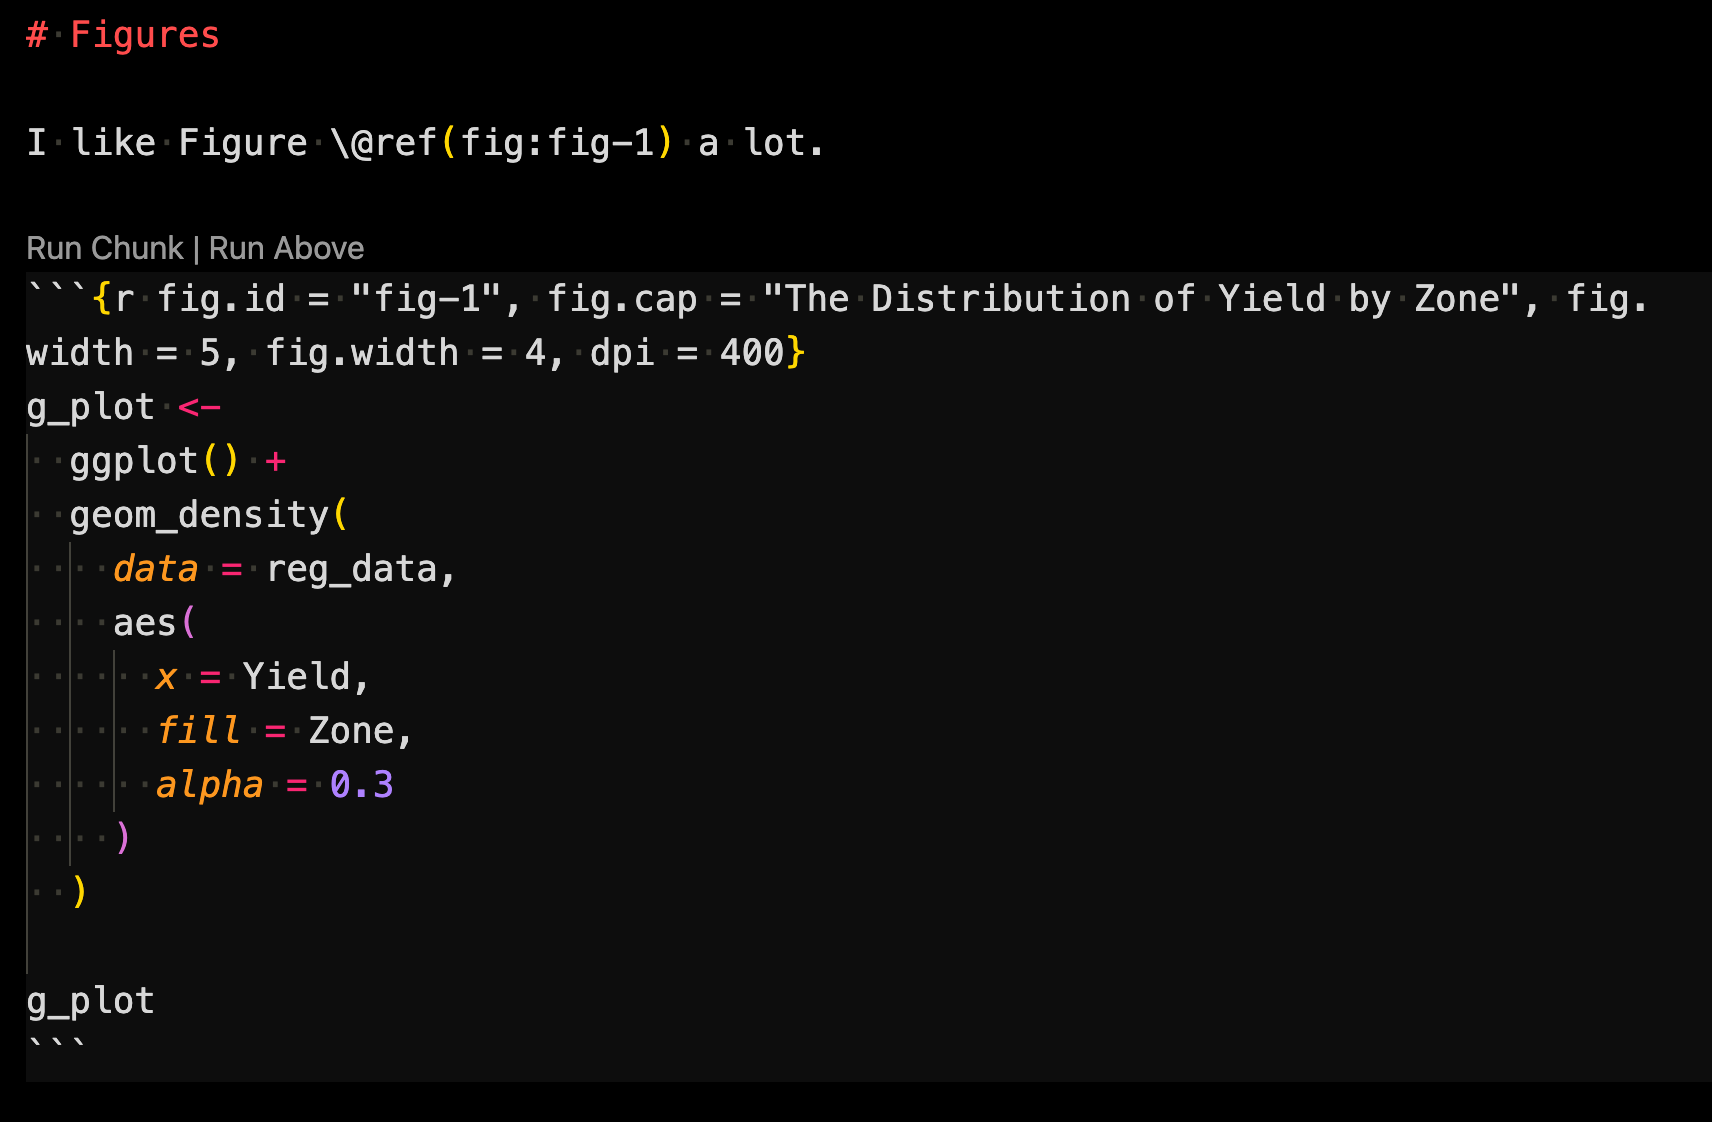 # Figures
I like Figure \@ref(fig:fig-1) a lot.
Run Chunk | Run Above
```{r fig.id = "fig-1", fig.cap = "The Distribution of Yield by Zone", fig.
width = 5, fig.width = 4, dpi = 400}
g_plot <-
  ggplot() +
  geom_density(
    data = reg_data,
    aes(
      x = Yield,
      fill = Zone,
      alpha = 0.3
    )
  )

g_plot
```